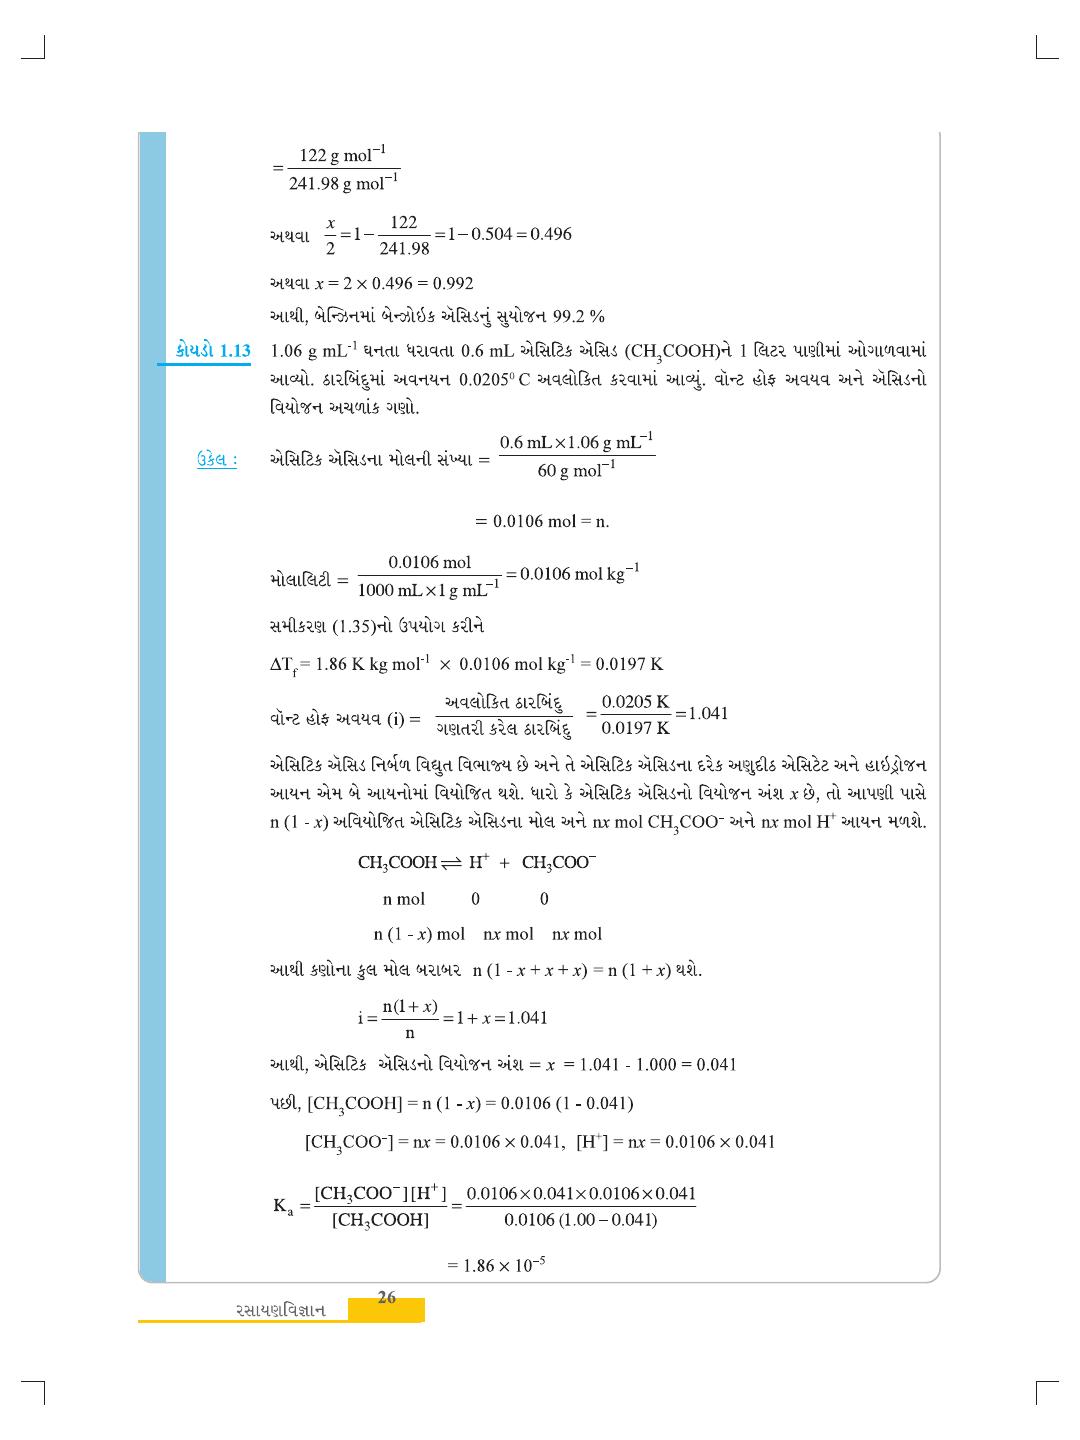 = 122 g mol⁻¹ / 241.98 g mol⁻¹
અથવા x/2 = 1 − 122/241.98 = 1 − 0.504 = 0.496
અથવા x = 2 × 0.496 = 0.992
આથી, બેન્ઝિનમાં બેન્ઝોઇક ઍસિડનું સુયોજન 99.2 %
કોયડો 1.13 1.06 g mL⁻¹ ઘનતા ધરાવતા 0.6 mL એસિટિક ઍસિડ (CH₃COOH)ને 1 લિટર પાણીમાં ઓગાળવામાં
આવ્યો. ઠારબિંદુમાં અવનયન 0.0205⁰ C અવલોકિત કરવામાં આવ્યું. વૉન્ટ હોફ અવયવ અને ઍસિડનો
વિયોજન અચળાંક ગણો.
ઉકેલ : એસિટિક ઍસિડના મોલની સંખ્યા = 0.6 mL × 1.06 g mL⁻¹ / 60 g mol⁻¹
= 0.0106 mol = n.
મોલાલિટી = 0.0106 mol / 1000 mL × 1 g mL⁻¹ = 0.0106 mol kg⁻¹
સમીકરણ (1.35)નો ઉપયોગ કરીને
ΔT_f = 1.86 K kg mol⁻¹ × 0.0106 mol kg⁻¹ = 0.0197 K
વૉન્ટ હોફ અવયવ (i) = અવલોકિત ઠારબિંદુ / ગણતરી કરેલ ઠારબિંદુ = 0.0205 K / 0.0197 K = 1.041
એસિટિક ઍસિડ નિર્બળ વિદ્યુત વિભાજ્ય છે અને તે એસિટિક ઍસિડના દરેક અણુદીઠ એસિટેટ અને હાઇડ્રોજન
આયન એમ બે આયનોમાં વિયોજિત થશે. ધારો કે એસિટિક ઍસિડનો વિયોજન અંશ x છે, તો આપણી પાસે
n (1 - x) અવિયોજિત એસિટિક ઍસિડના મોલ અને nx mol CH₃COO⁻ અને nx mol H⁺ આયન મળશે.
CH₃COOH ⇌ H⁺ + CH₃COO⁻
n mol 0 0
n (1 - x) mol nx mol nx mol
આથી કણોના કુલ મોલ બરાબર n (1 - x + x + x) = n (1 + x) થશે.
i = n(1 + x) / n = 1 + x = 1.041
આથી, એસિટિક ઍસિડનો વિયોજન અંશ = x = 1.041 - 1.000 = 0.041
પછી, [CH₃COOH] = n (1 - x) = 0.0106 (1 - 0.041)
[CH₃COO⁻] = nx = 0.0106 × 0.041, [H⁺] = nx = 0.0106 × 0.041
Kₐ = [CH₃COO⁻][H⁺] / [CH₃COOH] = 0.0106 × 0.041 × 0.0106 × 0.041 / 0.0106 (1.00 − 0.041)
= 1.86 × 10⁻⁵
26
રસાયણવિજ્ઞાન